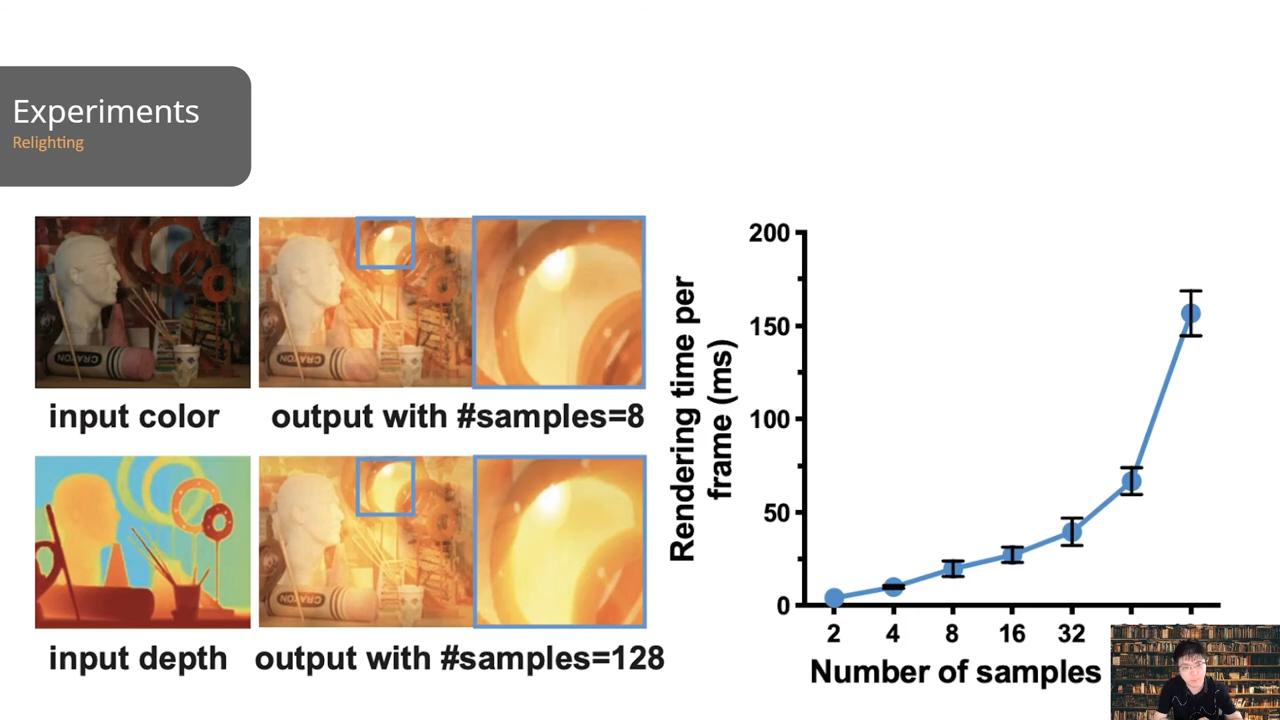 Experiments
Relighting
input color
output with #samples=8
input depth
output with #samples=128
Rendering time per
frame (ms)
200
150
100
50
0
2 4 8 16 32
Number of samples